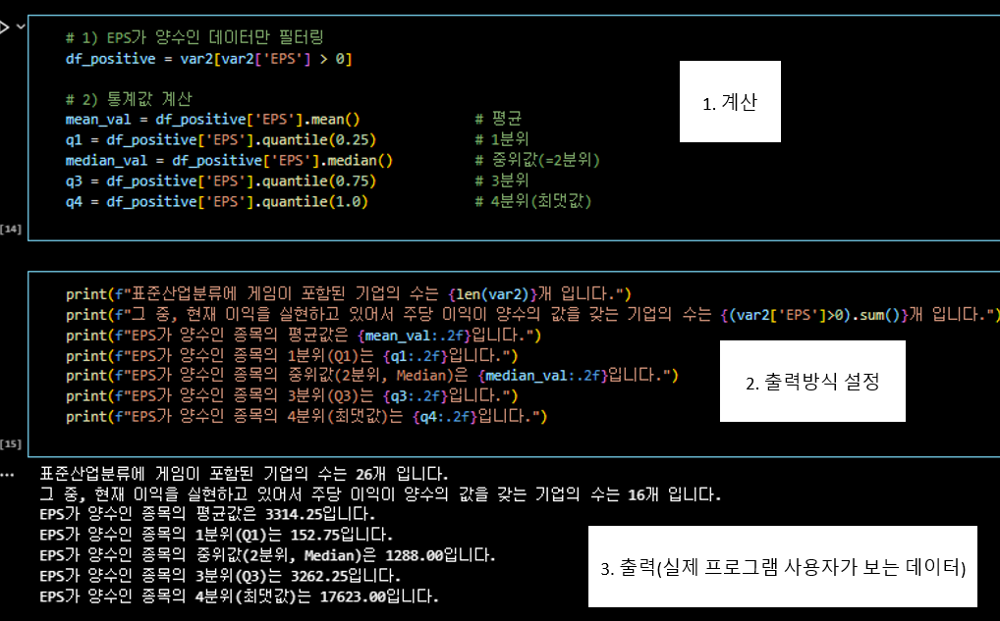 # 1) EPS가 양수인 데이터만 필터링
df_positive = var2[var2['EPS'] > 0]
# 2) 통계값 계산
mean_val = df_positive['EPS'].mean() # 평균
q1 = df_positive['EPS'].quantile(0.25) # 1분위
median_val = df_positive['EPS'].median() # 중위값(=2분위)
q3 = df_positive['EPS'].quantile(0.75) # 3분위
q4 = df_positive['EPS'].quantile(1.0) # 4분위(최댓값)
1. 계산
[14]
print(f"표준산업분류에 게임이 포함된 기업의 수는 {len(var2)}개 입니다.")
print(f"그 중, 현재 이익을 실현하고 있어서 주당 이익이 양수의 값을 갖는 기업의 수는 {(var2['EPS']>0).sum()}개 입니다.")
print(f"EPS가 양수인 종목의 평균값은 {mean_val:.2f}입니다.")
print(f"EPS가 양수인 종목의 1분위(Q1)는 {q1:.2f}입니다.")
print(f"EPS가 양수인 종목의 중위값(2분위, Median)은 {median_val:.2f}입니다.")
print(f"EPS가 양수인 종목의 3분위(Q3)는 {q3:.2f}입니다.")
print(f"EPS가 양수인 종목의 4분위(최댓값)는 {q4:.2f}입니다.")
2. 출력방식 설정
[15]
표준산업분류에 게임이 포함된 기업의 수는 26개 입니다.
그 중, 현재 이익을 실현하고 있어서 주당 이익이 양수의 값을 갖는 기업의 수는 16개 입니다.
EPS가 양수인 종목의 평균값은 3314.25입니다.
EPS가 양수인 종목의 1분위(Q1)는 152.75입니다.
EPS가 양수인 종목의 중위값(2분위, Median)은 1288.00입니다.
EPS가 양수인 종목의 3분위(Q3)는 3262.25입니다.
EPS가 양수인 종목의 4분위(최댓값)는 17623.00입니다.
3. 출력(실제 프로그램 사용자가 보는 데이터)